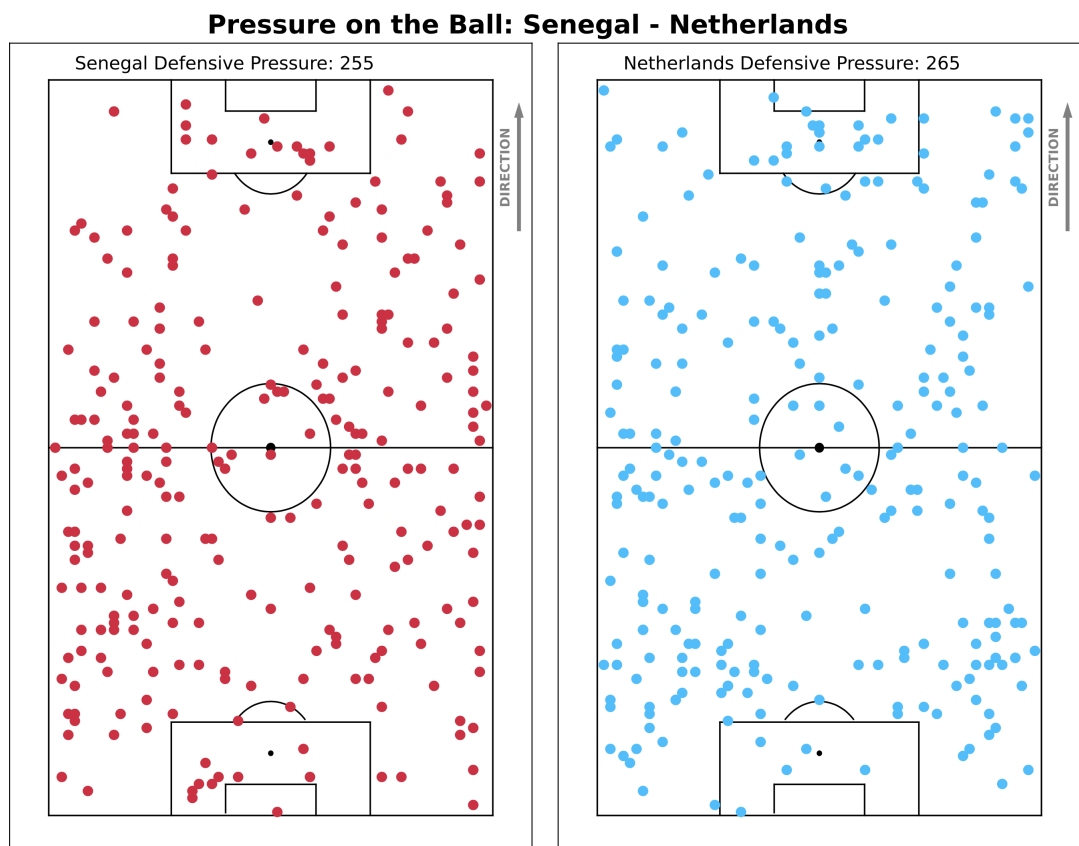 Pressure on the Ball: Senegal - Netherlands
Senegal Defensive Pressure: 255
DIRECTION
Netherlands Defensive Pressure: 265
DIRECTION